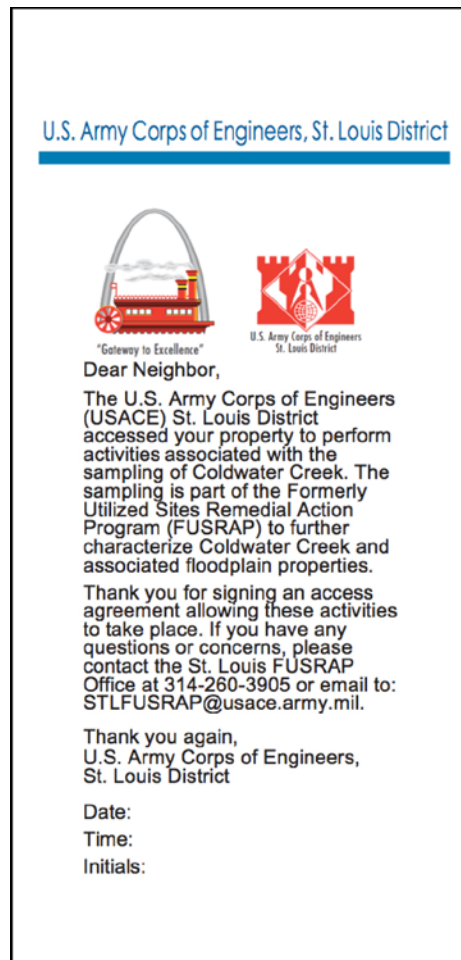 U.S. Army Corps of Engineers, St. Louis District
"Gateway to Excellence"
U.S. Army Corps of Engineers
St. Louis District
Dear Neighbor,
The U.S. Army Corps of Engineers
(USACE) St. Louis District
accessed your property to perform
activities associated with the
sampling of Coldwater Creek. The
sampling is part of the Formerly
Utilized Sites Remedial Action
Program (FUSRAP) to further
characterize Coldwater Creek and
associated floodplain properties.
Thank you for signing an access
agreement allowing these activities
to take place. If you have any
questions or concerns, please
contact the St. Louis FUSRAP
Office at 314-260-3905 or email to:
STLFUSRAP@usace.army.mil.
Thank you again,
U.S. Army Corps of Engineers,
St. Louis District
Date:
Time:
Initials: